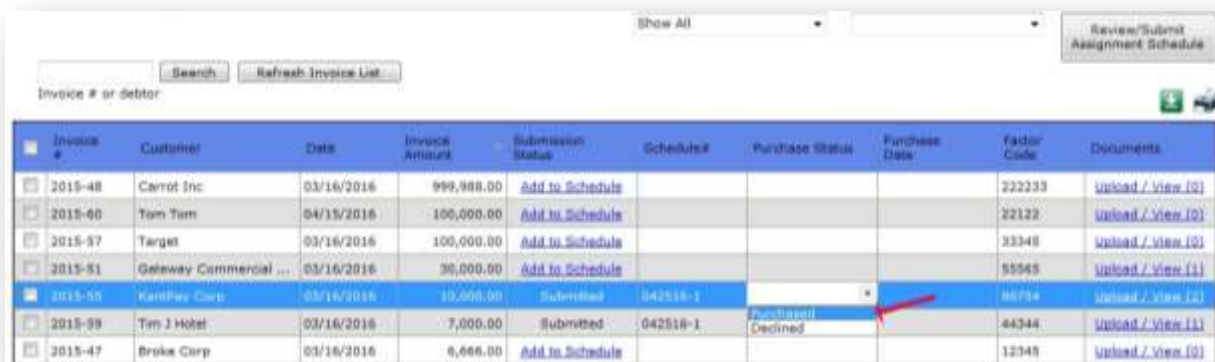 Show All
Review/Submit
Assignment Schedule
Search Refresh Invoice List
Invoice # or debtor
Invoice # Customer Date Invoice Amount Submission Status Schedule# Purchase Status Purchase Date Factor Code Documents
2015-48 Carrot Inc 03/16/2016 999,988.00 Add to Schedule 222233 Upload / View (0)
2015-60 Tom Tom 04/15/2016 100,000.00 Add to Schedule 22122 Upload / View (0)
2015-57 Target 03/16/2016 100,000.00 Add to Schedule 33345 Upload / View (0)
2015-51 Gateway Commercial ... 03/16/2016 30,000.00 Add to Schedule 55565 Upload / View (1)
2015-55 KantPay Corp 03/16/2016 10,000.00 Submitted 042516-1 Upload / View (2)
Purchased
Declined
2015-59 Tim J Hotel 03/16/2016 7,000.00 Submitted 042516-1 44344 Upload / View (1)
2015-47 Broke Corp 03/16/2016 6,666.00 Add to Schedule 12345 Upload / View (0)